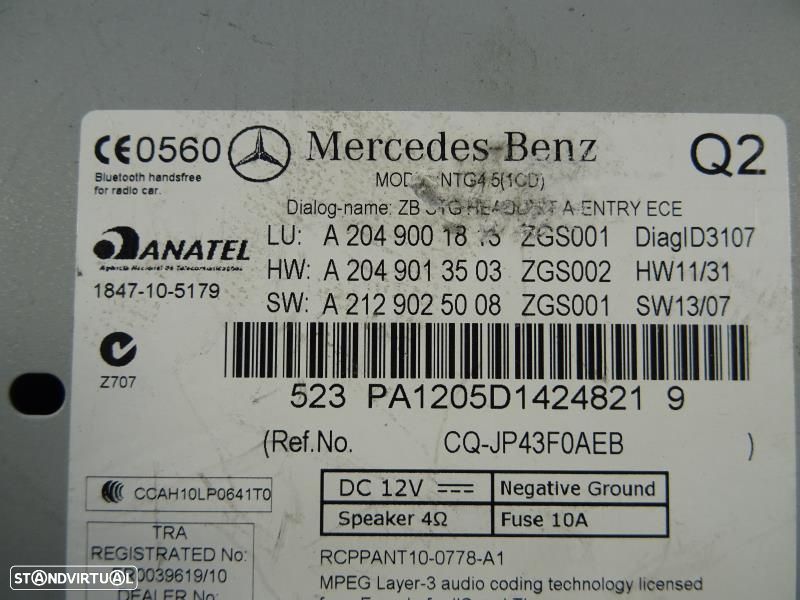 CE0560 Mercedes-Benz Q2
Bluetooth handsfree
for radio car.
NTG4.5(1CD)
Dialog-name: ZB A-ENTRY ECE
ANATEL
Agência Nacional de Telecomunicações
1847-10-5179
LU: A 204 900 ZGS001 DiagID3107
HW: A 204 901 35 03 ZGS002 HW11/31
SW: A 212 902 50 08 ZGS001 SW13/07
Z707
523 PA1205D1424821 9
(Ref.No. CQ-JP43F0AEB )
CCAH10LP0641T0
DC 12V Negative Ground
Speaker 4Ω Fuse 10A
TRA
REGISTERED No:
0039619/10
DEALER No:
RCPPANT10-0778-A1
MPEG Layer-3 audio coding technology licensed
STANDVIRTUAL